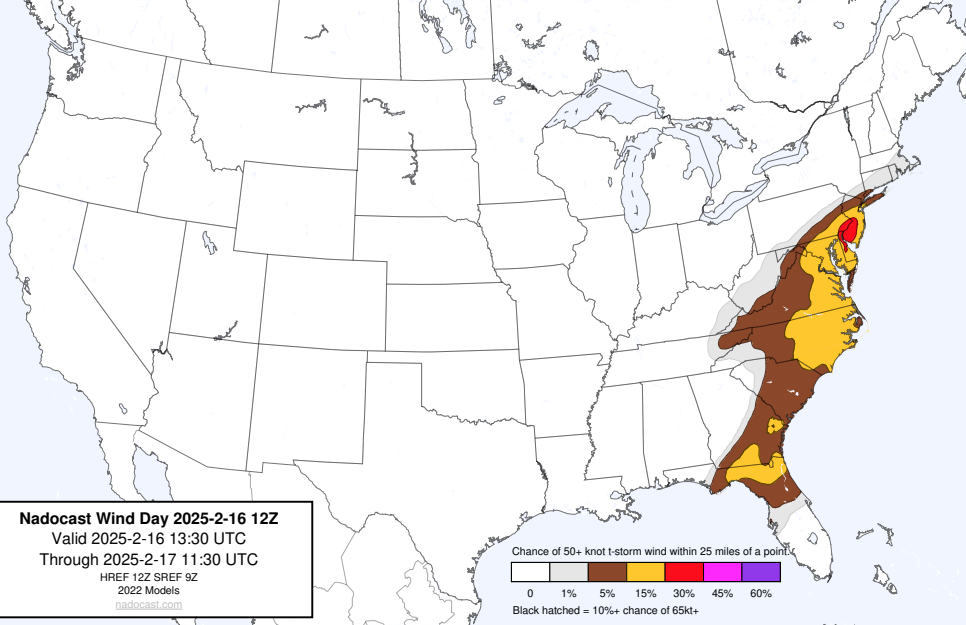 Nadocast Wind Day 2025-2-16 12Z
Valid 2025-2-16 13:30 UTC
Through 2025-2-17 11:30 UTC
HREF 12Z SREF 9Z
2022 Models
nadocast.com
Chance of 50+ knot t-storm wind within 25 miles of a point.
0 1% 5% 15% 30% 45% 60%
Black hatched = 10%+ chance of 65kt+